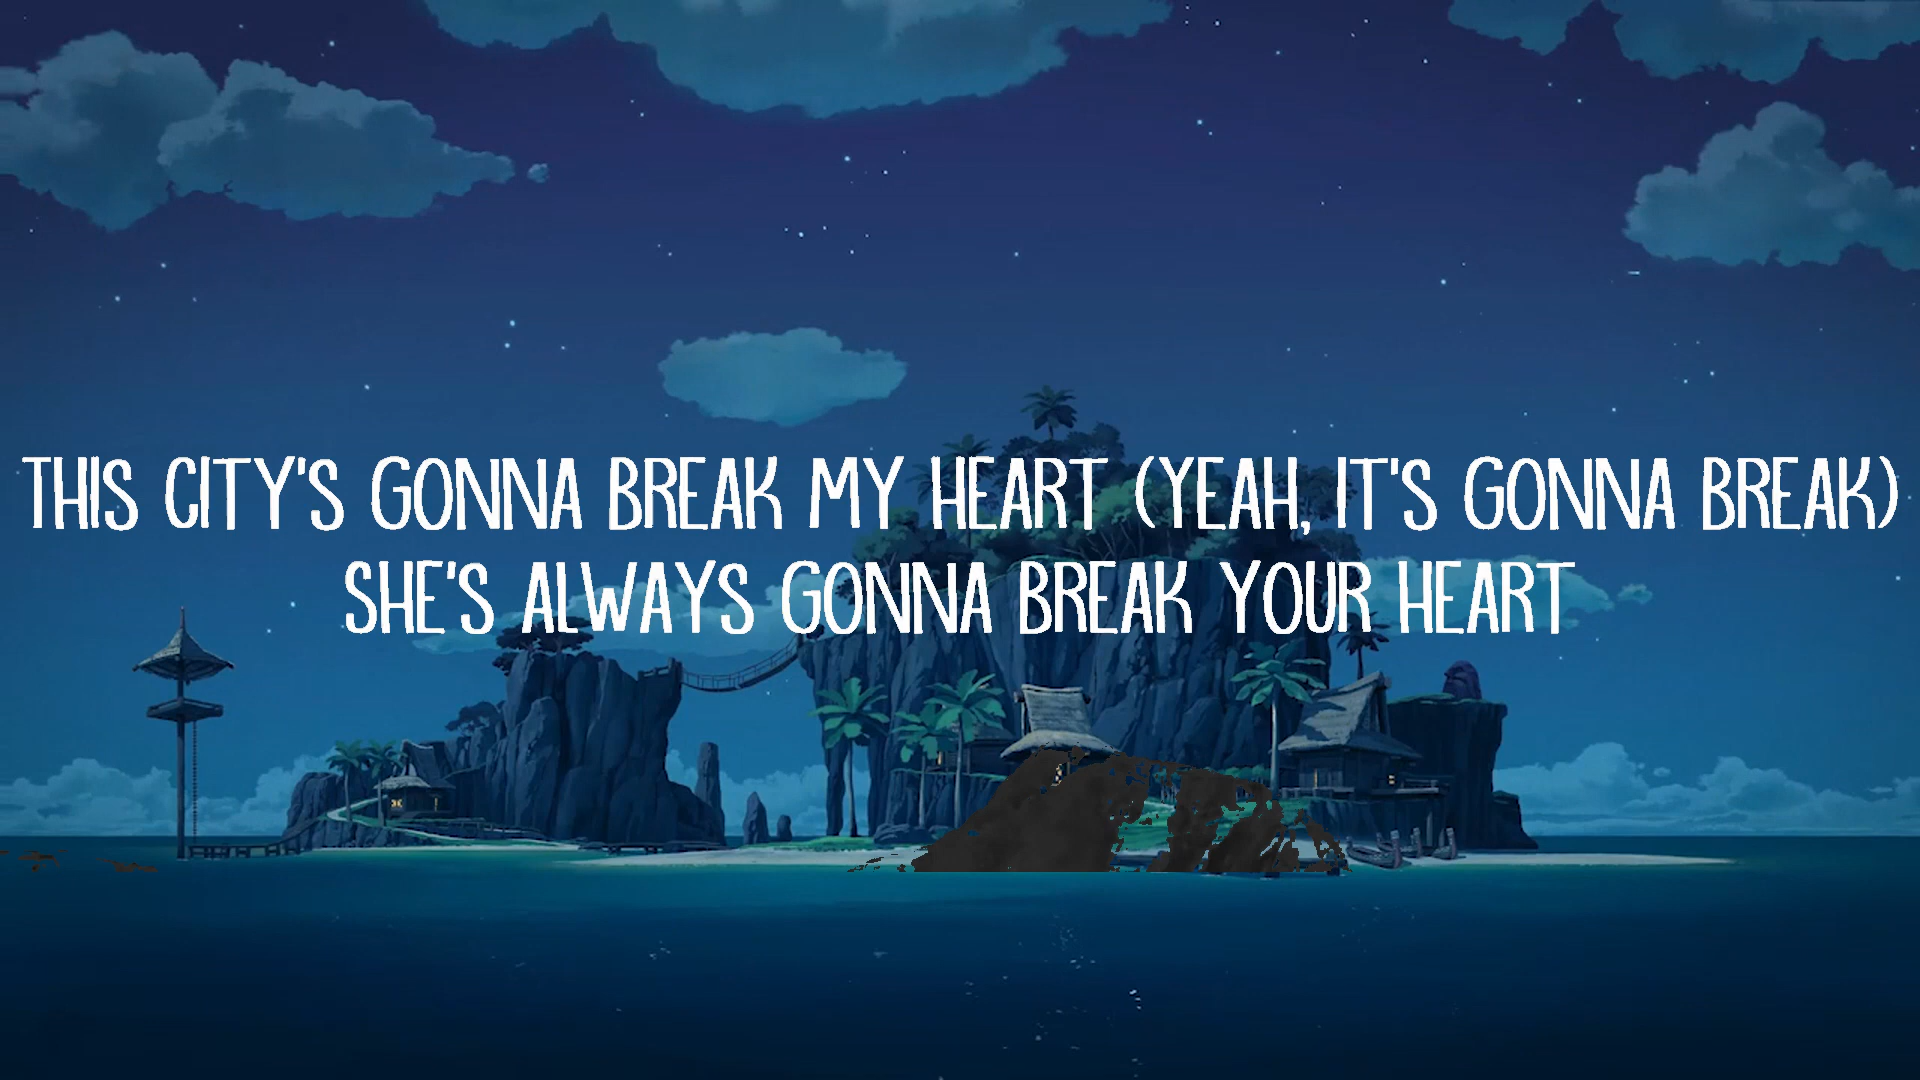 THIS CITY'S GONNA BREAK MY HEART (YEAH, IT'S GONNA BREAK)
SHE'S ALWAYS GONNA BREAK YOUR HEART